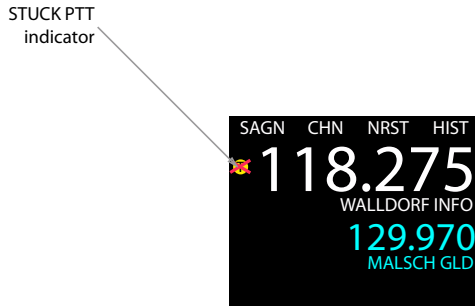 STUCK PTT
indicator
SAGN CHN NRST HIST
118.275
WALLDORF INFO
129.970
MALSCH GLD